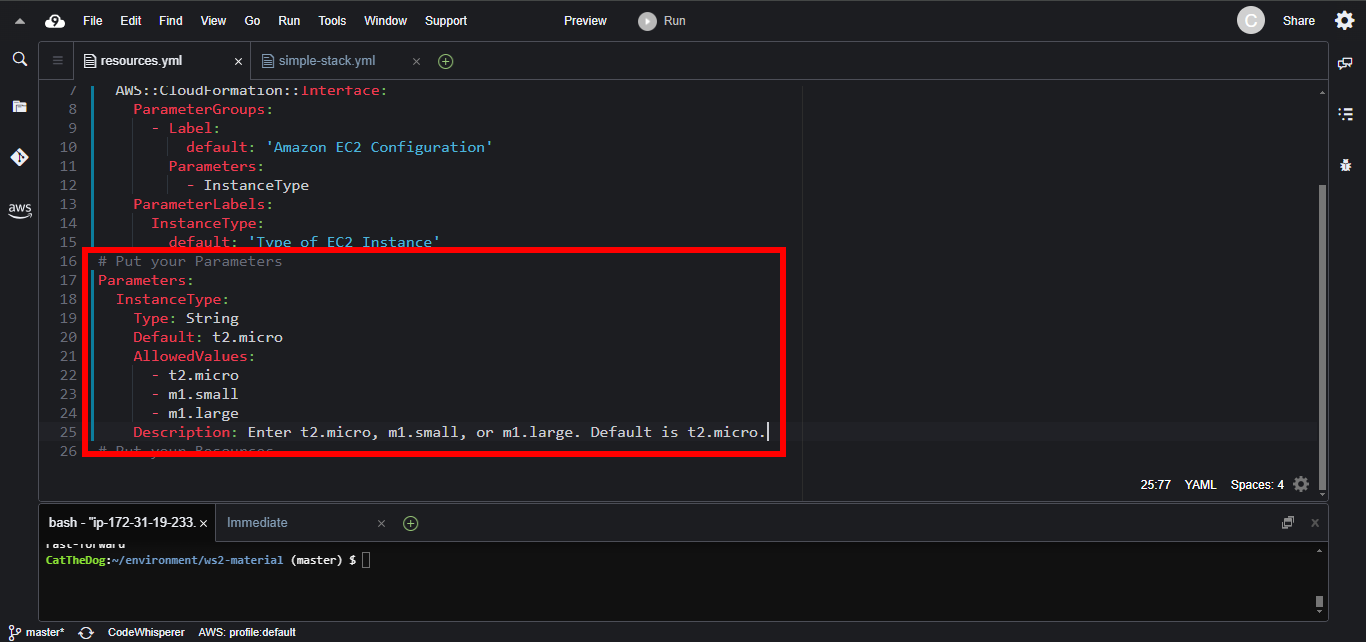 9 File Edit Find View Go Run Tools Window Support Preview Run C Share
resources.yml × simple-stack.yml ×
7 AWS::CloudFormation::Interface:
8 ParameterGroups:
9 - Label:
10 default: 'Amazon EC2 Configuration'
11 Parameters:
12 - InstanceType
13 ParameterLabels:
14 InstanceType:
15 default: 'Type of EC2 Instance'
16 # Put your Parameters
17 Parameters:
18 InstanceType:
19 Type: String
20 Default: t2.micro
21 AllowedValues:
22 - t2.micro
23 - m1.small
24 - m1.large
25 Description: Enter t2.micro, m1.small, or m1.large. Default is t2.micro.
26 # Put your Resources
aws
25:77 YAML Spaces: 4
bash - "ip-172-31-19-233. × Immediate ×
Fast-forward
CatTheDog:~/environment/ws2-material (master) $
master* CodeWhisperer AWS: profile:default